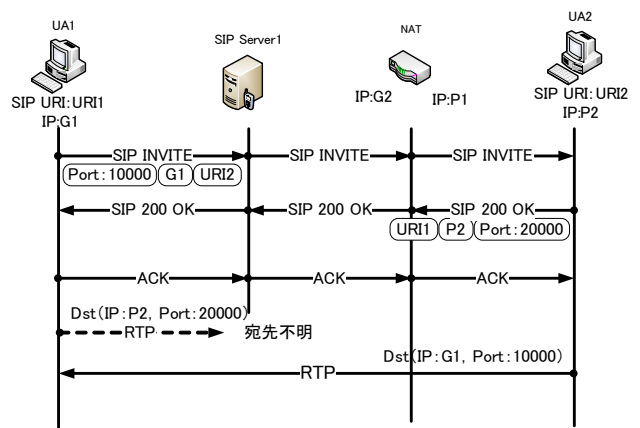 UA1
SIP Server1
NAT
UA2
SIP URI:URI1
IP:G1
IP:G2
IP:P1
SIP URI:URI2
IP:P2
SIP INVITE
SIP INVITE
SIP INVITE
Port:10000
G1
URI2
SIP 200 OK
SIP 200 OK
SIP 200 OK
URI1
P2
Port:20000
ACK
ACK
ACK
Dst(IP:P2, Port:20000)
RTP
宛先不明
Dst(IP:G1, Port:10000)
RTP